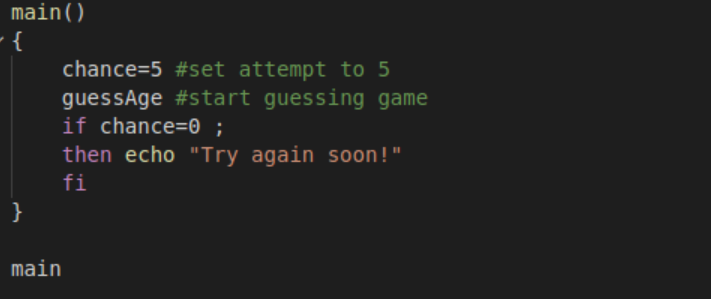 main()
{
    chance=5 #set attempt to 5
    guessAge #start guessing game
    if chance=0 ;
    then echo "Try again soon!"
    fi
}

main